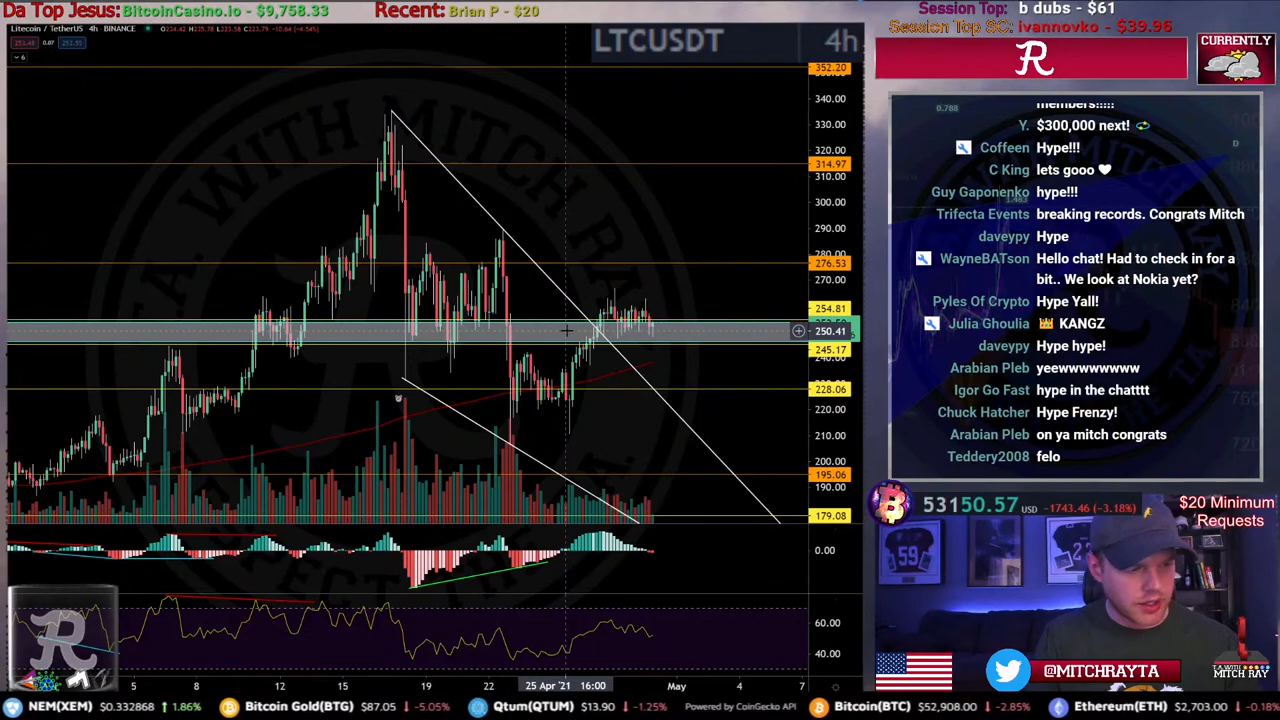 Da Top Jesus: BitcoinCasino.io - $9,758.33
Recent: Brian P - $20
Session Top: b dubs - $61
Session Top SC: ivannovko - $39.96
Litecoin / TetherUS 4h BINANCE
LTCUSDT 4h
R
CURRENTLY
352.20
340.00
330.00
320.00
314.97
310.00
300.00
290.00
280.00
276.53
270.00
254.81
250.41
245.17
228.06
220.00
210.00
200.00
195.06
190.00
179.08
0.00
60.00
40.00
5
8
12
15
19
22
25 Apr '21 16:00
May
4
7
0.788
members!!!!!
Y. $300,000 next!
Coffeen Hype!!!
C King lets gooo
Guy Gaponenko hype!!!
Trifecta Events breaking records. Congrats Mitch
daveypy Hype
WayneBATson Hello chat! Had to check in for a
bit.. We look at Nokia yet?
Pyles Of Crypto Hype Yall!
Julia Ghoulia KANGZ
daveypy Hype hype!
Arabian Pleb yeewwwwwwww
Igor Go Fast hype in the chatttt
Chuck Hatcher Hype Frenzy!
Arabian Pleb on ya mitch congrats
Teddery2008 felo
53150.57 USD -1743.46 (-3.18%)
$20 Minimum
Requests
59
@MITCHRAYTA
T.A. WITH
MITCH RAY
NEM(XEM) $0.332868 1.86%
Bitcoin Gold(BTG) $87.05 -5.05%
Qtum(QTUM) $13.90 -1.25%
Powered by CoinGecko API
Bitcoin(BTC) $52,908.00 -2.85%
Ethereum(ETH) $2,703.00 -0.18%